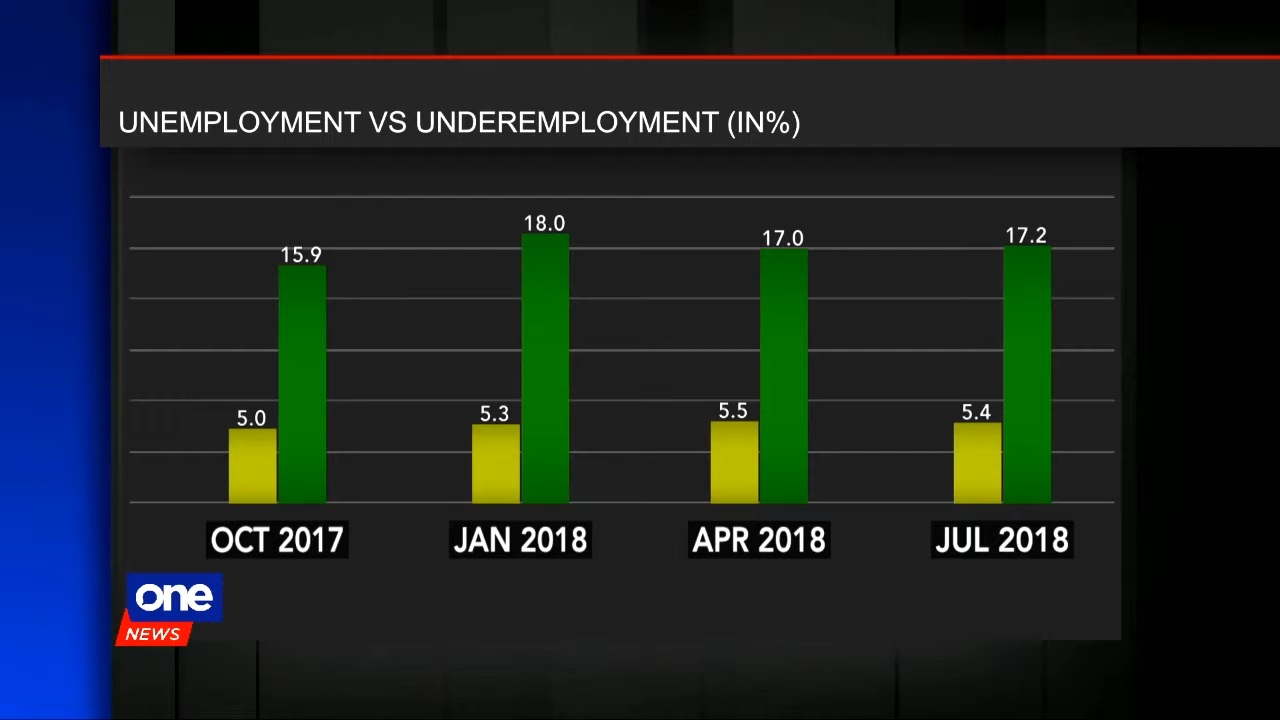 UNEMPLOYMENT VS UNDEREMPLOYMENT (IN%)
5.0
15.9
5.3
18.0
5.5
17.0
5.4
17.2
OCT 2017
JAN 2018
APR 2018
JUL 2018
one
NEWS